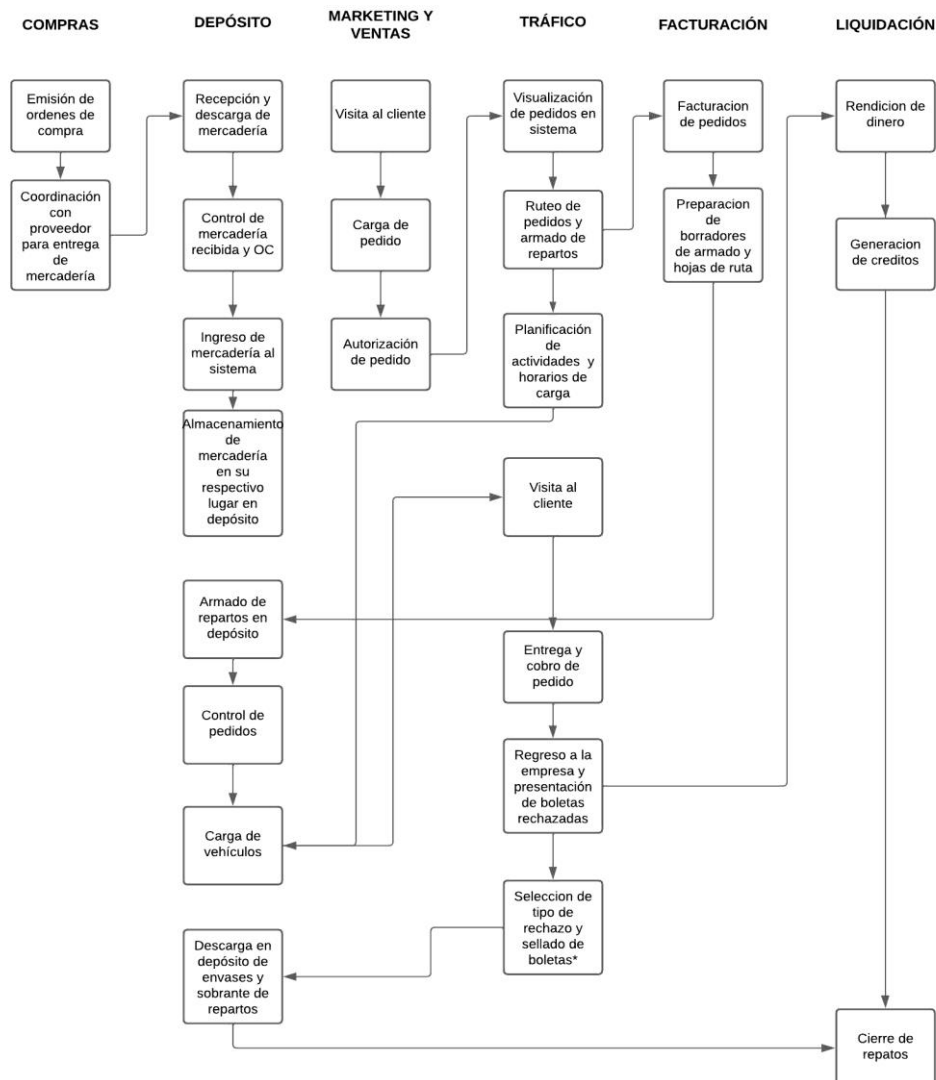 COMPRAS
DEPÓSITO
MARKETING Y
VENTAS
TRÁFICO
FACTURACIÓN
LIQUIDACIÓN
Emisión de
ordenes de
compra
Coordinación
con
proveedor
para entrega
de
mercadería
Recepción y
descarga de
mercadería
Control de
mercadería
recibida y OC
Ingreso de
mercadería al
sistema
Almacenamiento
de
mercadería
en su
respectivo
lugar en
depósito
Armado de
repartos en
depósito
Control de
pedidos
Carga de
vehículos
Descarga en
depósito de
envases y
sobrante de
repartos
Visita al cliente
Carga de
pedido
Autorización
de pedido
Visualización
de pedidos en
sistema
Ruteo de
pedidos y
armado de
repartos
Planificación
de
actividades y
horarios de
carga
Visita al
cliente
Entrega y
cobro de
pedido
Regreso a la
empresa y
presentación
de boletas
rechazadas
Seleccion de
tipo de
rechazo y
sellado de
boletas*
Facturacion
de pedidos
Preparacion
de
borradores
de armado y
hojas de ruta
Rendicion de
dinero
Generacion
de creditos
Cierre de
repatos